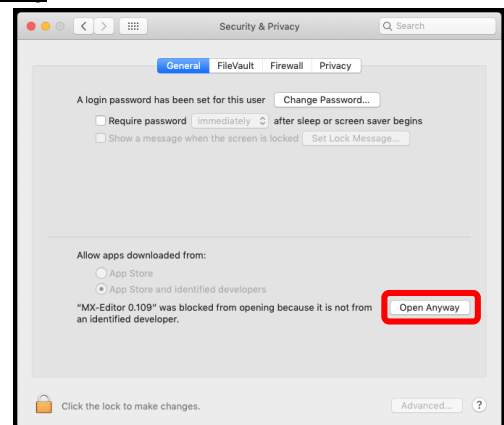 Security & Privacy
Search
General FileVault Firewall Privacy
A login password has been set for this user Change Password...
Require password immediately after sleep or screen saver begins
Show a message when the screen is locked Set Lock Message...
Allow apps downloaded from:
App Store
App Store and identified developers
“MX-Editor 0.109” was blocked from opening because it is not from Open Anyway
an identified developer.
Click the lock to make changes.
Advanced... ?